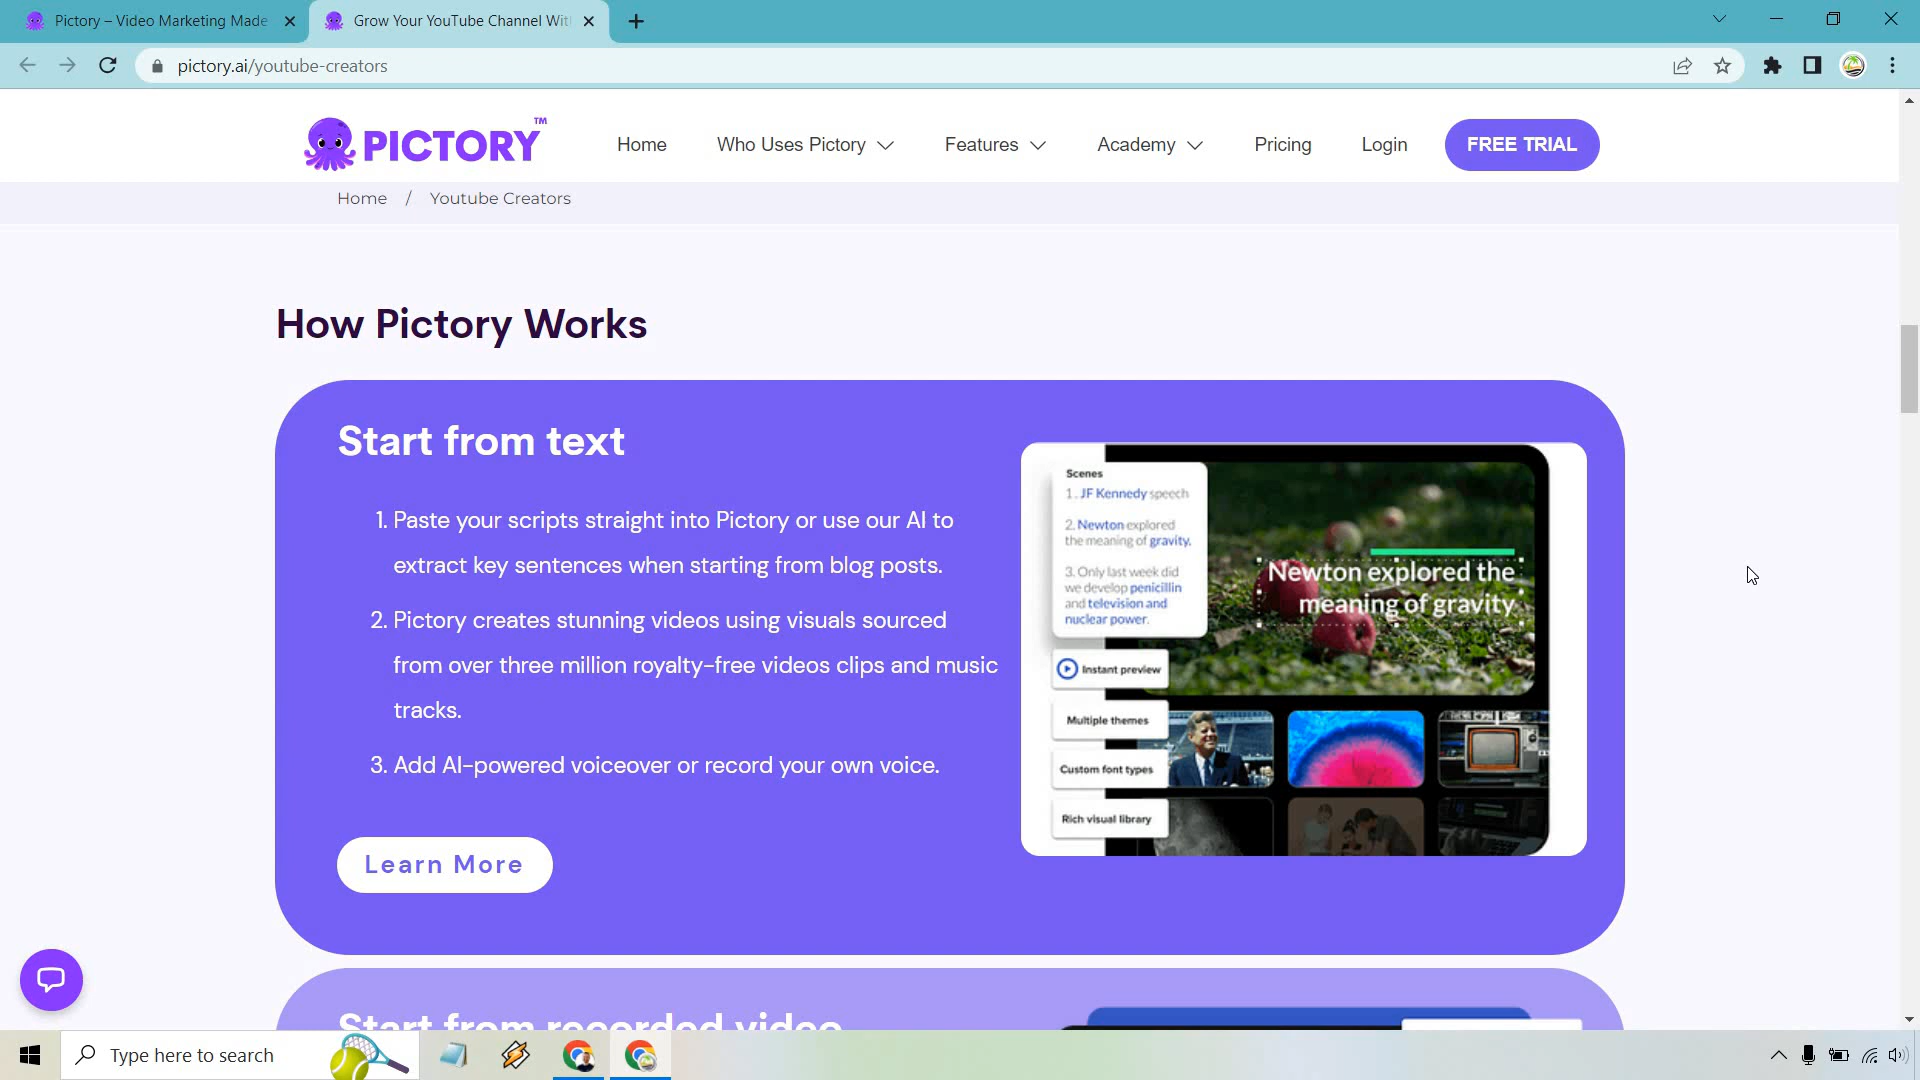 Pictory – Video Marketing Made
Grow Your YouTube Channel Wit
pictory.ai/youtube-creators
PICTORY™
Home
Who Uses Pictory
Features
Academy
Pricing
Login
FREE TRIAL
Home / Youtube Creators
How Pictory Works
Start from text
1. Paste your scripts straight into Pictory or use our AI to
extract key sentences when starting from blog posts.
2. Pictory creates stunning videos using visuals sourced
from over three million royalty-free videos clips and music
tracks.
3. Add AI-powered voiceover or record your own voice.
Learn More
Scenes
1. JF Kennedy speech
2. Newton explored
the meaning of gravity.
3. Only last week did
we develop penicillin
and television and
nuclear power.
Newton explored the
meaning of gravity
Instant preview
Multiple themes
Custom font types
Rich visual library
Start from recorded video
Type here to search